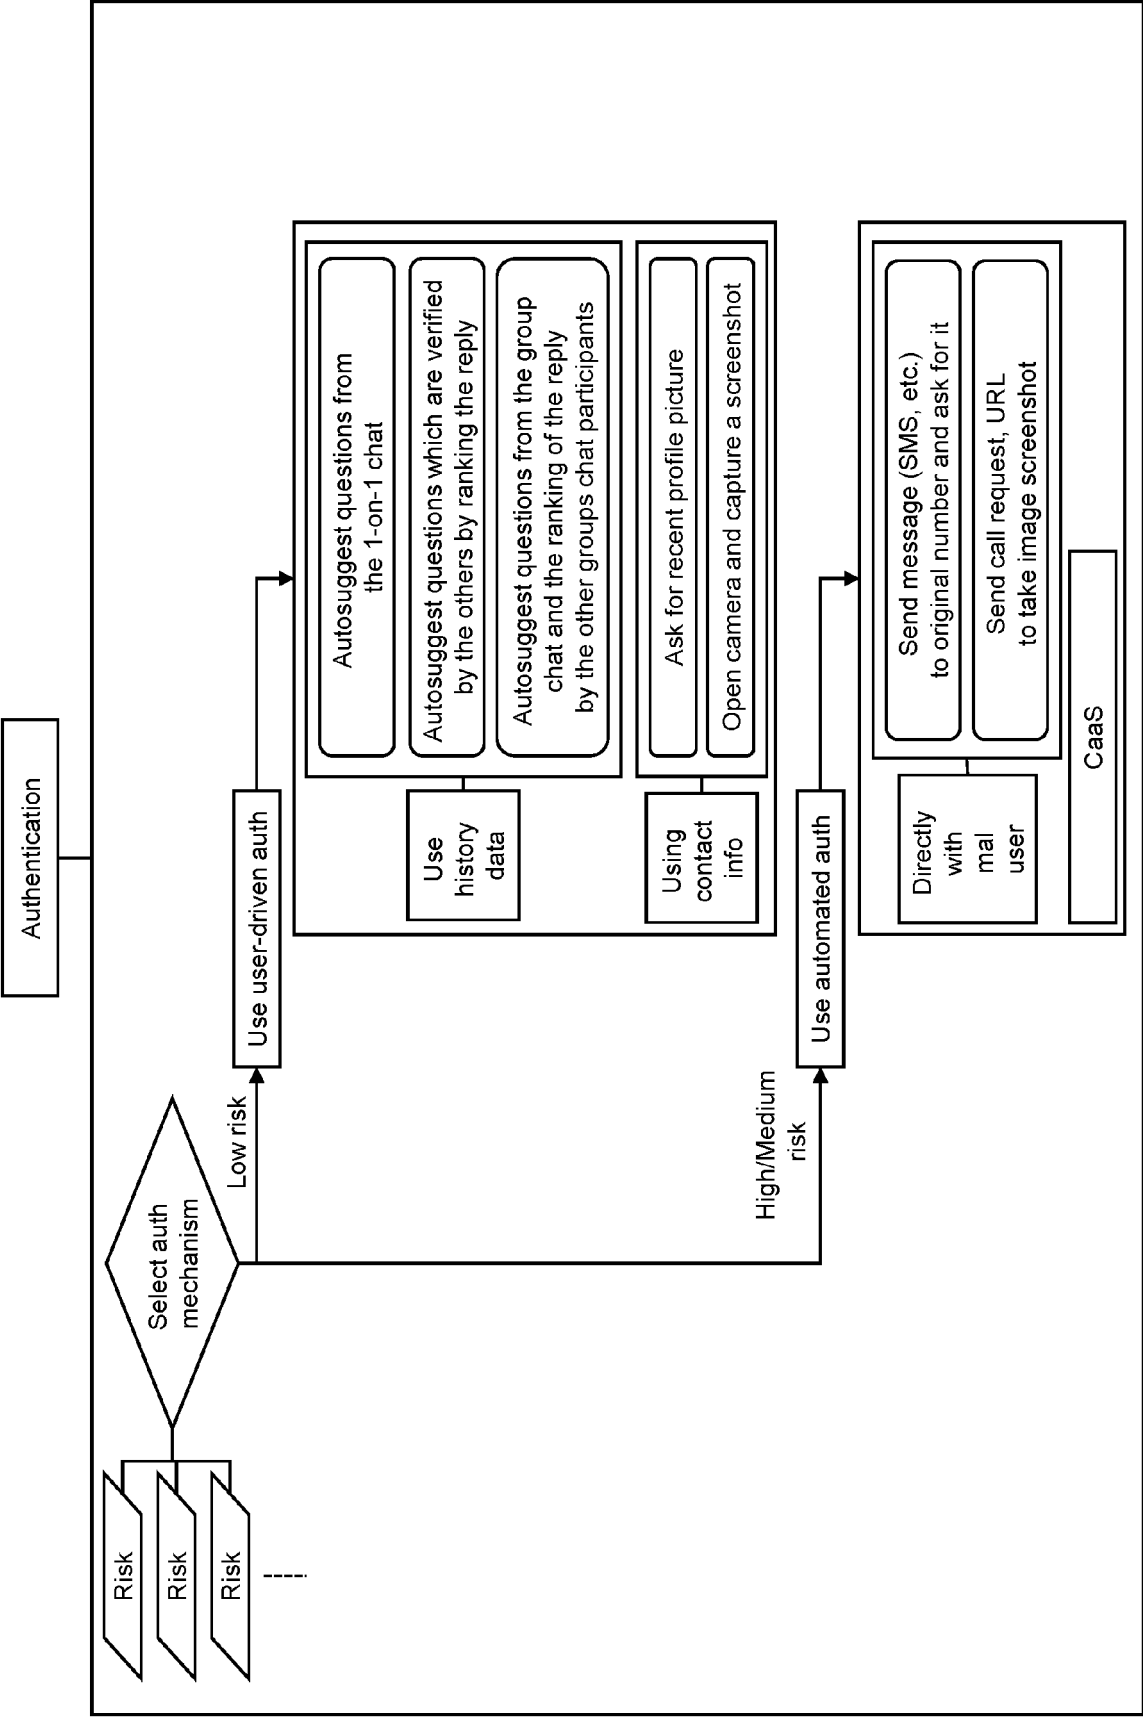 Authentication
Risk
Risk
Risk
Select auth
mechanism
Low risk
Use user-driven auth
Use
history
data
Autosuggest questions from
the 1-on-1 chat
Autosuggest questions which are verified
by the others by ranking the reply
Autosuggest questions from the group
chat and the ranking of the reply
by the other groups chat participants
Using
contact
info
Ask for recent profile picture
Open camera and capture a screenshot
High/Medium
risk
Use automated auth
Directly
with
mal
user
Send message (SMS, etc.)
to original number and ask for it
Send call request, URL
to take image screenshot
CaaS